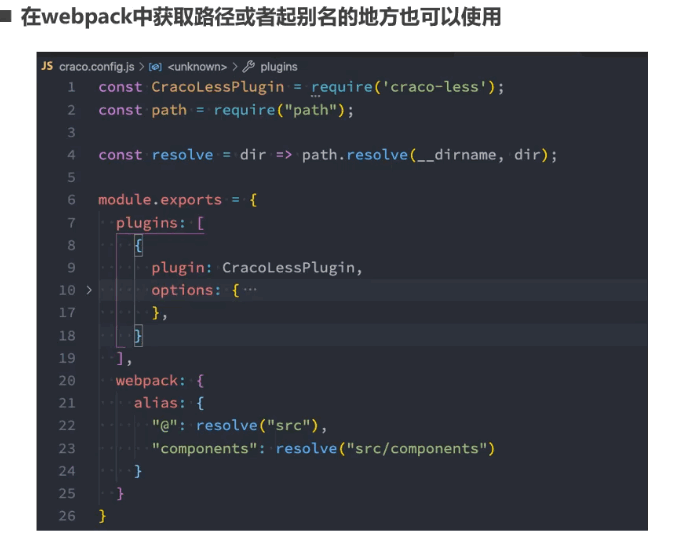 ■ 在webpack中获取路径或者起别名的地方也可以使用
JS craco.config.js > <unknown> > plugins
1 const CracoLessPlugin = require('craco-less');
2 const path = require("path");
3
4 const resolve = dir => path.resolve(__dirname, dir);
5
6 module.exports = {
7 plugins: [
8 {
9 plugin: CracoLessPlugin,
10 > options: { ···
17 },
18 }
19 ],
20 webpack: {
21 alias: {
22 "@": resolve("src"),
23 "components": resolve("src/components")
24 }
25 }
26 }